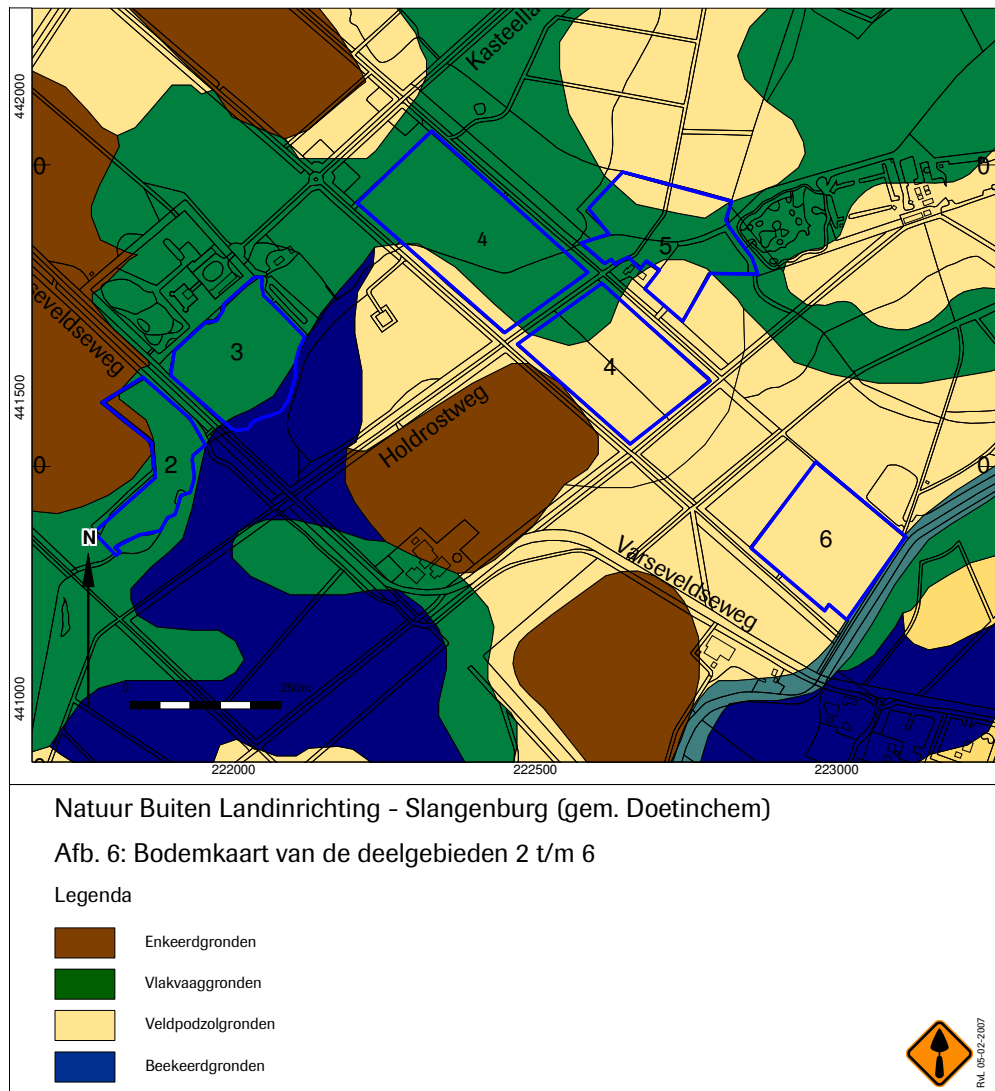 Kasteella
442000
0
0
4
5
seveldseweg
3
4
441500
Holdrostweg
2
0
N
6
Varseveldseweg
0
250m
441000
222000
222500
223000
Natuur Buiten Landinrichting - Slangenburg (gem. Doetinchem)
Afb. 6: Bodemkaart van de deelgebieden 2 t/m 6
Legenda
Enkeerdgronden
Vlakvaaggronden
Veldpodzolgronden
Beekeerdgronden
RvL 05-02-2007